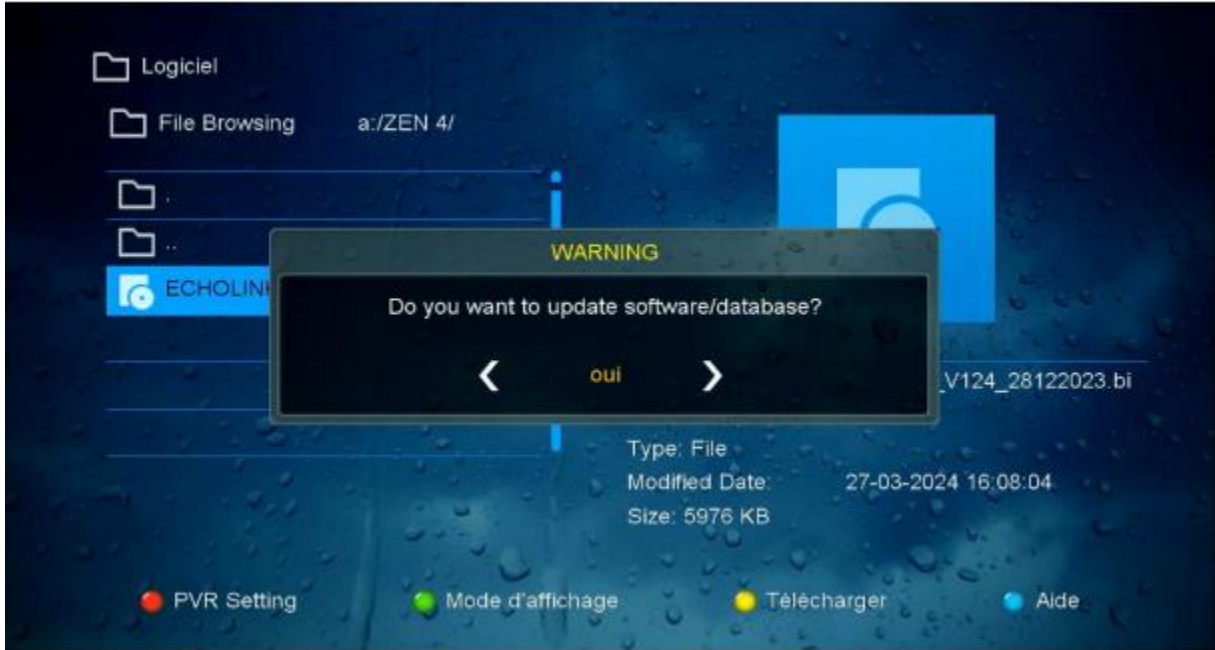 Logiciel
File Browsing a:/ZEN 4/
.
..
ECHOLINK
WARNING
Do you want to update software/database?
oui
_V124_28122023.bi
Type: File
Modified Date: 27-03-2024 16:08:04
Size: 5976 KB
PVR Setting Mode d'affichage Télécharger Aide